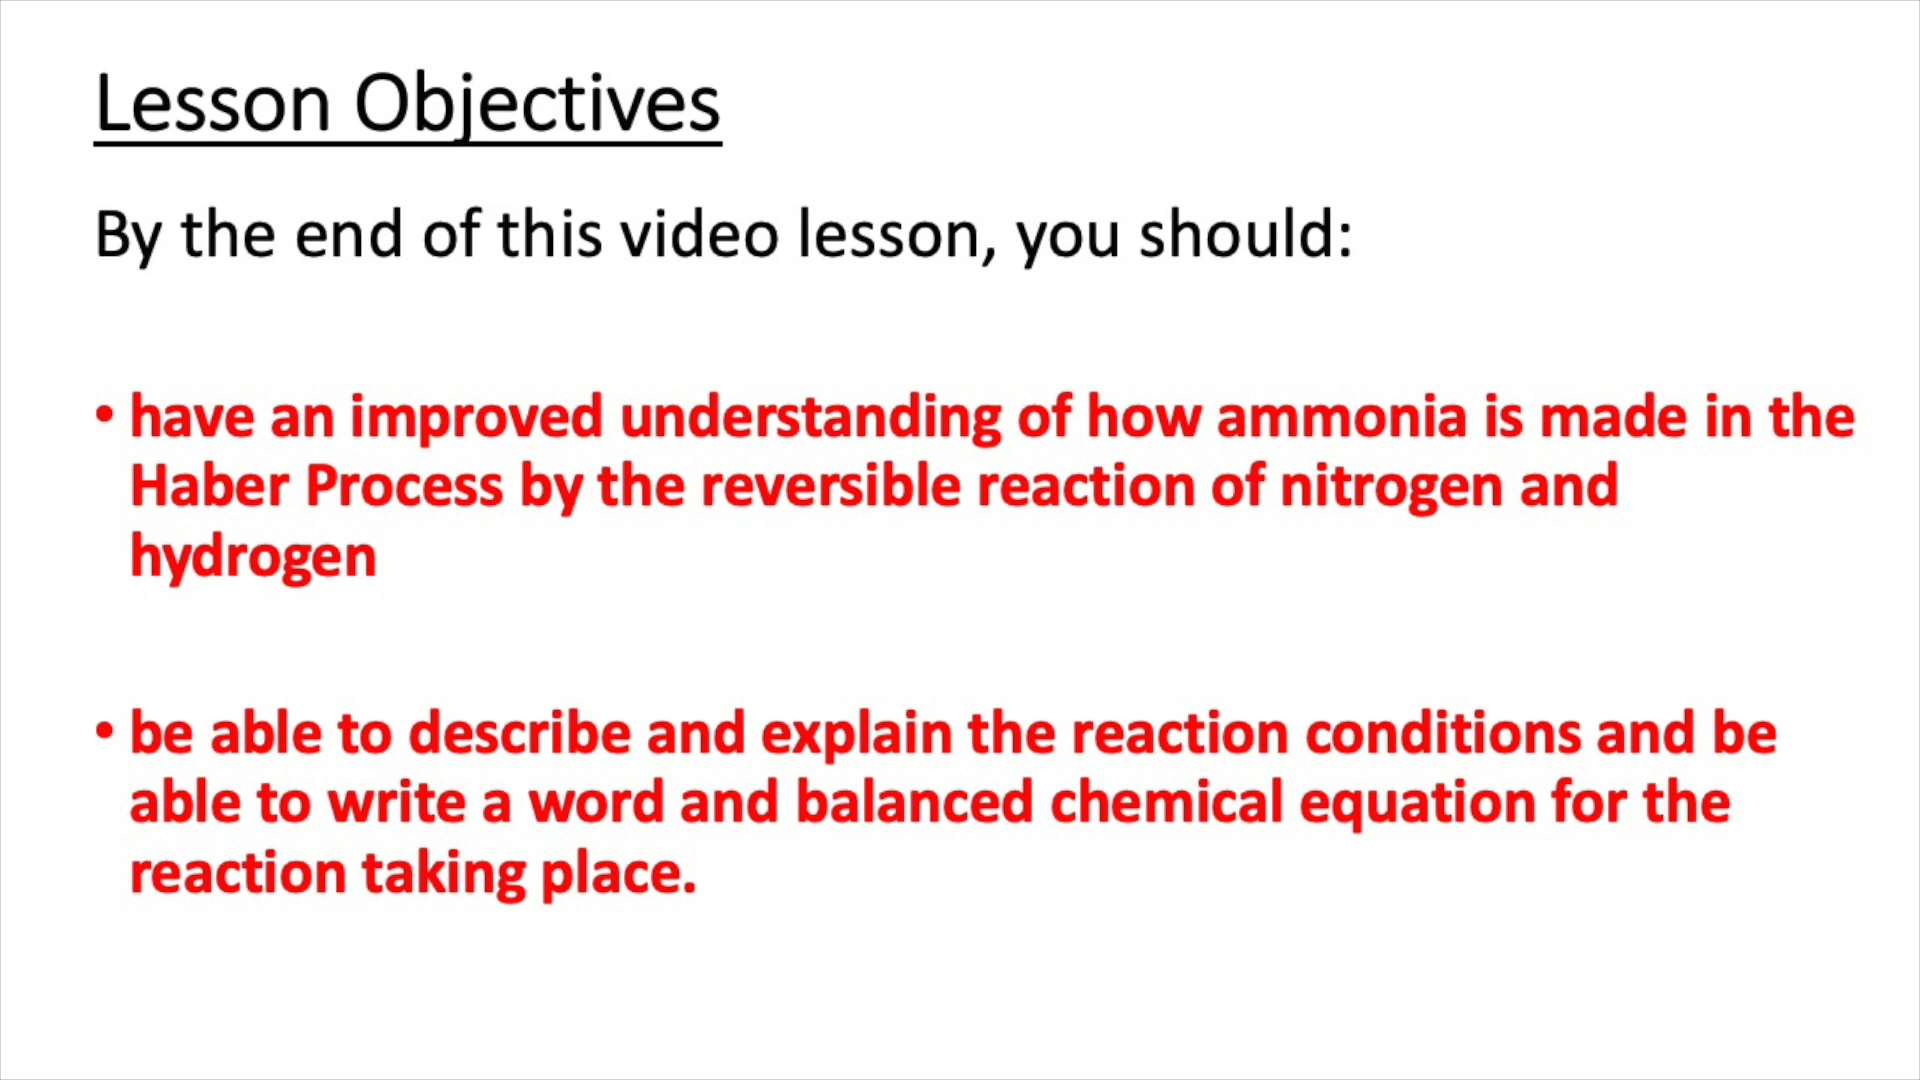 Lesson Objectives
By the end of this video lesson, you should:
• have an improved understanding of how ammonia is made in the
Haber Process by the reversible reaction of nitrogen and
hydrogen
• be able to describe and explain the reaction conditions and be
able to write a word and balanced chemical equation for the
reaction taking place.